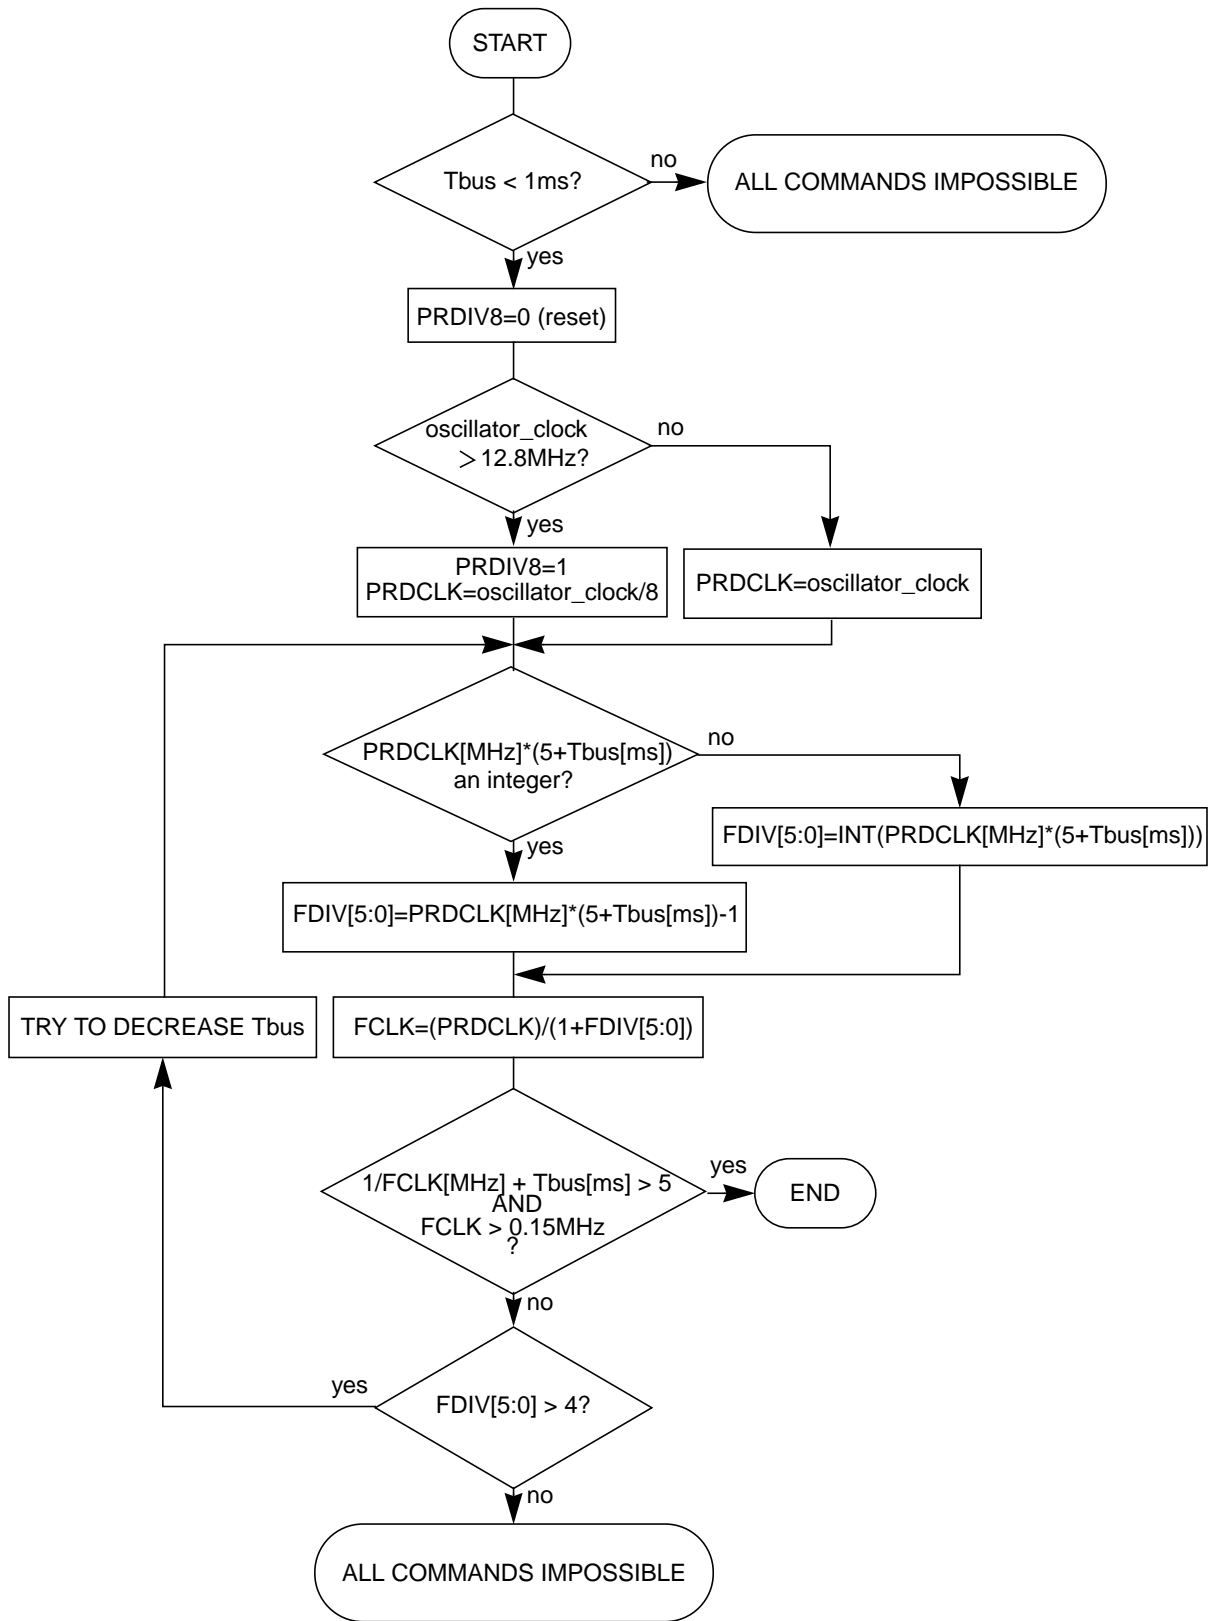 START
Tbus < 1ms?
no
ALL COMMANDS IMPOSSIBLE
yes
PRDIV8=0 (reset)
oscillator_clock
>12.8MHz?
no
yes
PRDIV8=1
PRDCLK=oscillator_clock/8
PRDCLK=oscillator_clock
PRDCLK[MHz]*(5+Tbus[ms])
an integer?
no
yes
FDIV[5:0]=INT(PRDCLK[MHz]*(5+Tbus[ms]))
FDIV[5:0]=PRDCLK[MHz]*(5+Tbus[ms])-1
TRY TO DECREASE Tbus
FCLK=(PRDCLK)/(1+FDIV[5:0])
1/FCLK[MHz] + Tbus[ms] > 5
AND
FCLK > 0.15MHz
?
yes
END
no
FDIV[5:0] > 4?
yes
no
ALL COMMANDS IMPOSSIBLE